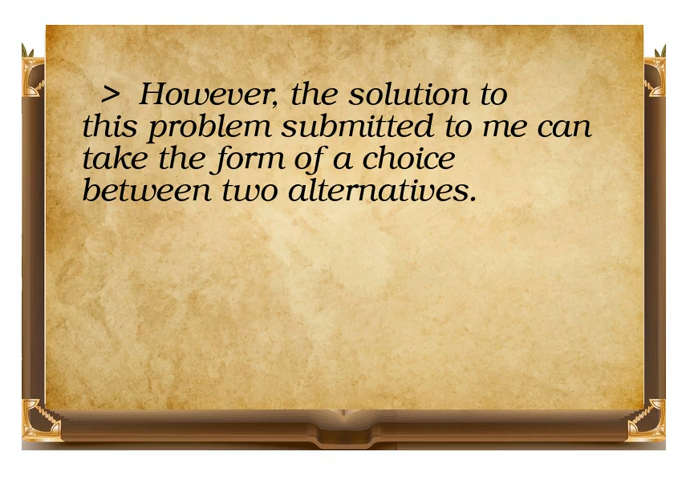 > However, the solution to
this problem submitted to me can
take the form of a choice
between two alternatives.